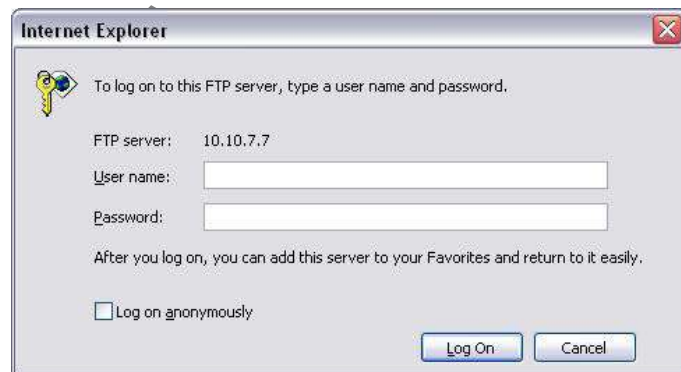 Internet Explorer
To log on to this FTP server, type a user name and password.
FTP server: 10.10.7.7
User name:
Password:
After you log on, you can add this server to your Favorites and return to it easily.
Log on anonymously
Log On Cancel